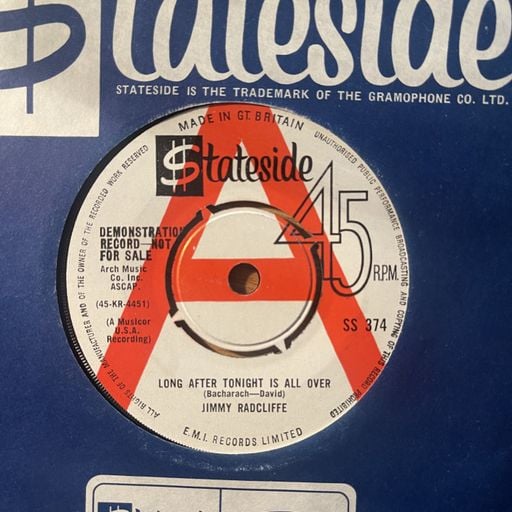 $tateside
STATESIDE IS THE TRADEMARK OF THE GRAMOPHONE CO. LTD.
MADE IN GT. BRITAIN
$tateside
45
R.P.M.
DEMONSTRATION
RECORD—NOT
FOR SALE
Arch Music
Co. Inc.
ASCAP.
(45-KR-4451)
(A Musicor
U.S.A.
Recording)
SS 374
LONG AFTER TONIGHT IS ALL OVER
(Bacharach—David)
JIMMY RADCLIFFE
E.M.I. RECORDS LIMITED
ALL RIGHTS OF THE MANUFACTURER AND OF THE OWNER OF THE RECORDED WORK RESERVED
UNAUTHORISED PUBLIC PERFORMANCE BROADCASTING AND COPYING OF THIS RECORD PROHIBITED
A